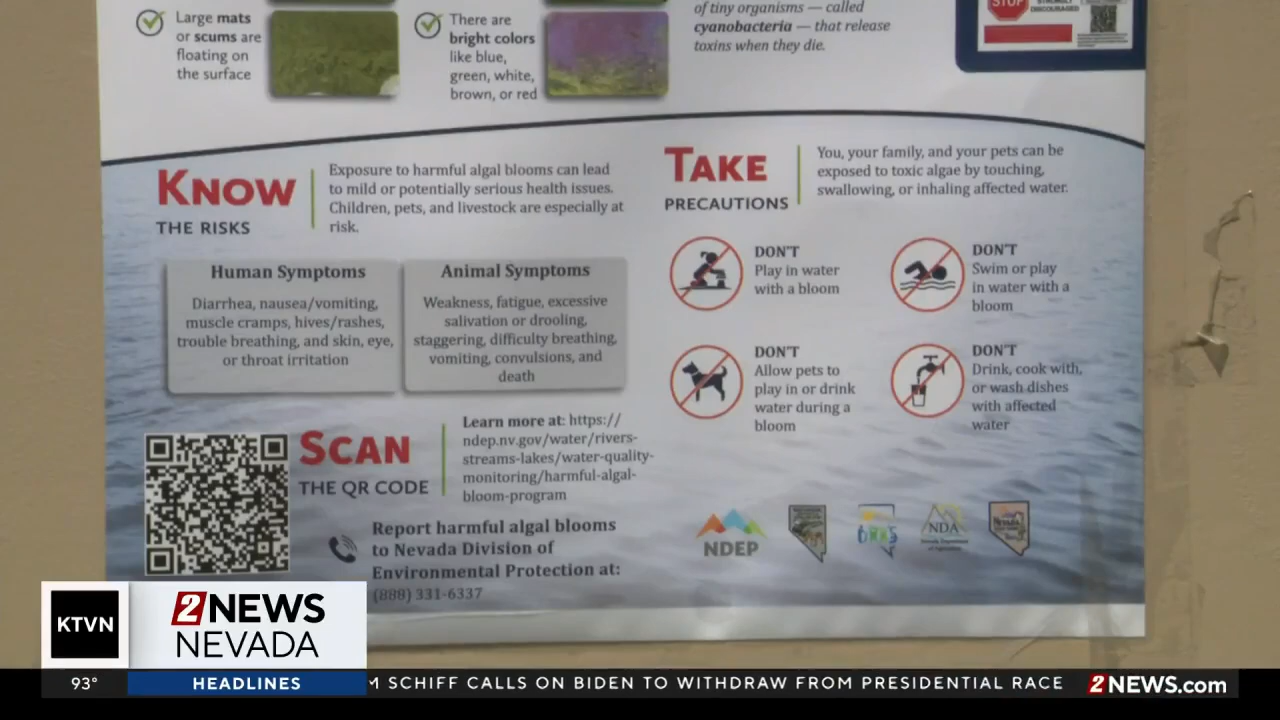 Large mats
or scums are
floating on
the surface
There are
bright colors
like blue,
green, white,
brown, or red
of tiny organisms — called
cyanobacteria — that release
toxins when they die.
STOP
STRONGLY
DISCOURAGED
KNOW
THE RISKS
Exposure to harmful algal blooms can lead
to mild or potentially serious health issues.
Children, pets, and livestock are especially at
risk.
Human Symptoms
Diarrhea, nausea/vomiting,
muscle cramps, hives/rashes,
trouble breathing, and skin, eye,
or throat irritation
Animal Symptoms
Weakness, fatigue, excessive
salivation or drooling,
staggering, difficulty breathing,
vomiting, convulsions, and
death
TAKE
PRECAUTIONS
You, your family, and your pets can be
exposed to toxic algae by touching,
swallowing, or inhaling affected water.
DON'T
Play in water
with a bloom
DON'T
Swim or play
in water with a
bloom
DON'T
Allow pets to
play in or drink
water during a
bloom
DON'T
Drink, cook with,
or wash dishes
with affected
water
SCAN
THE QR CODE
Learn more at: https://
ndep.nv.gov/water/rivers-
streams-lakes/water-quality-
monitoring/harmful-algal-
bloom-program
Report harmful algal blooms
to Nevada Division of
Environmental Protection at:
(888) 331-6337
NDEP
NDA
KTVN
2 NEWS
NEVADA
93°
HEADLINES
M SCHIFF CALLS ON BIDEN TO WITHDRAW FROM PRESIDENTIAL RACE
2NEWS.com